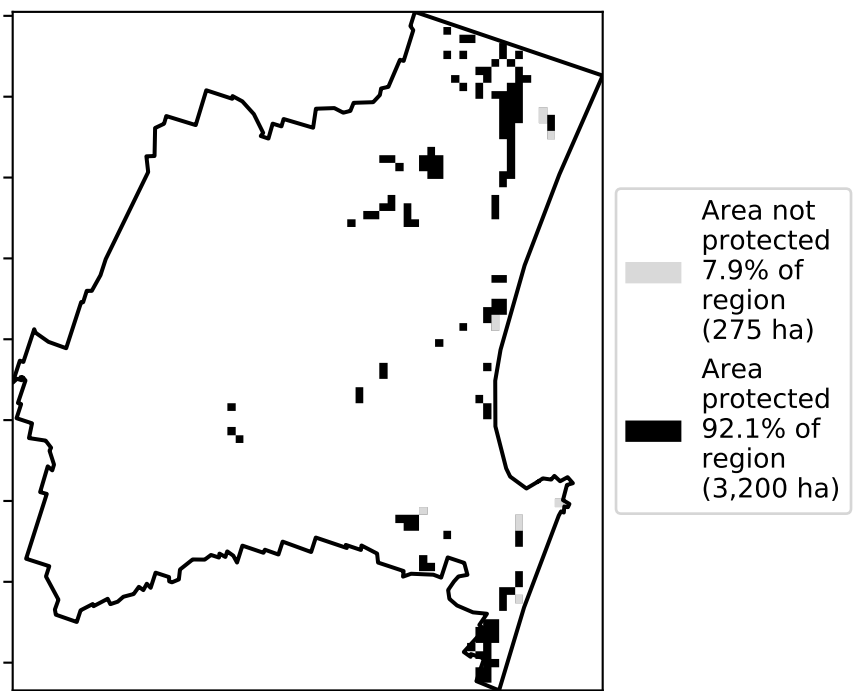 Area not
protected
7.9% of
region
(275 ha)
Area
protected
92.1% of
region
(3,200 ha)